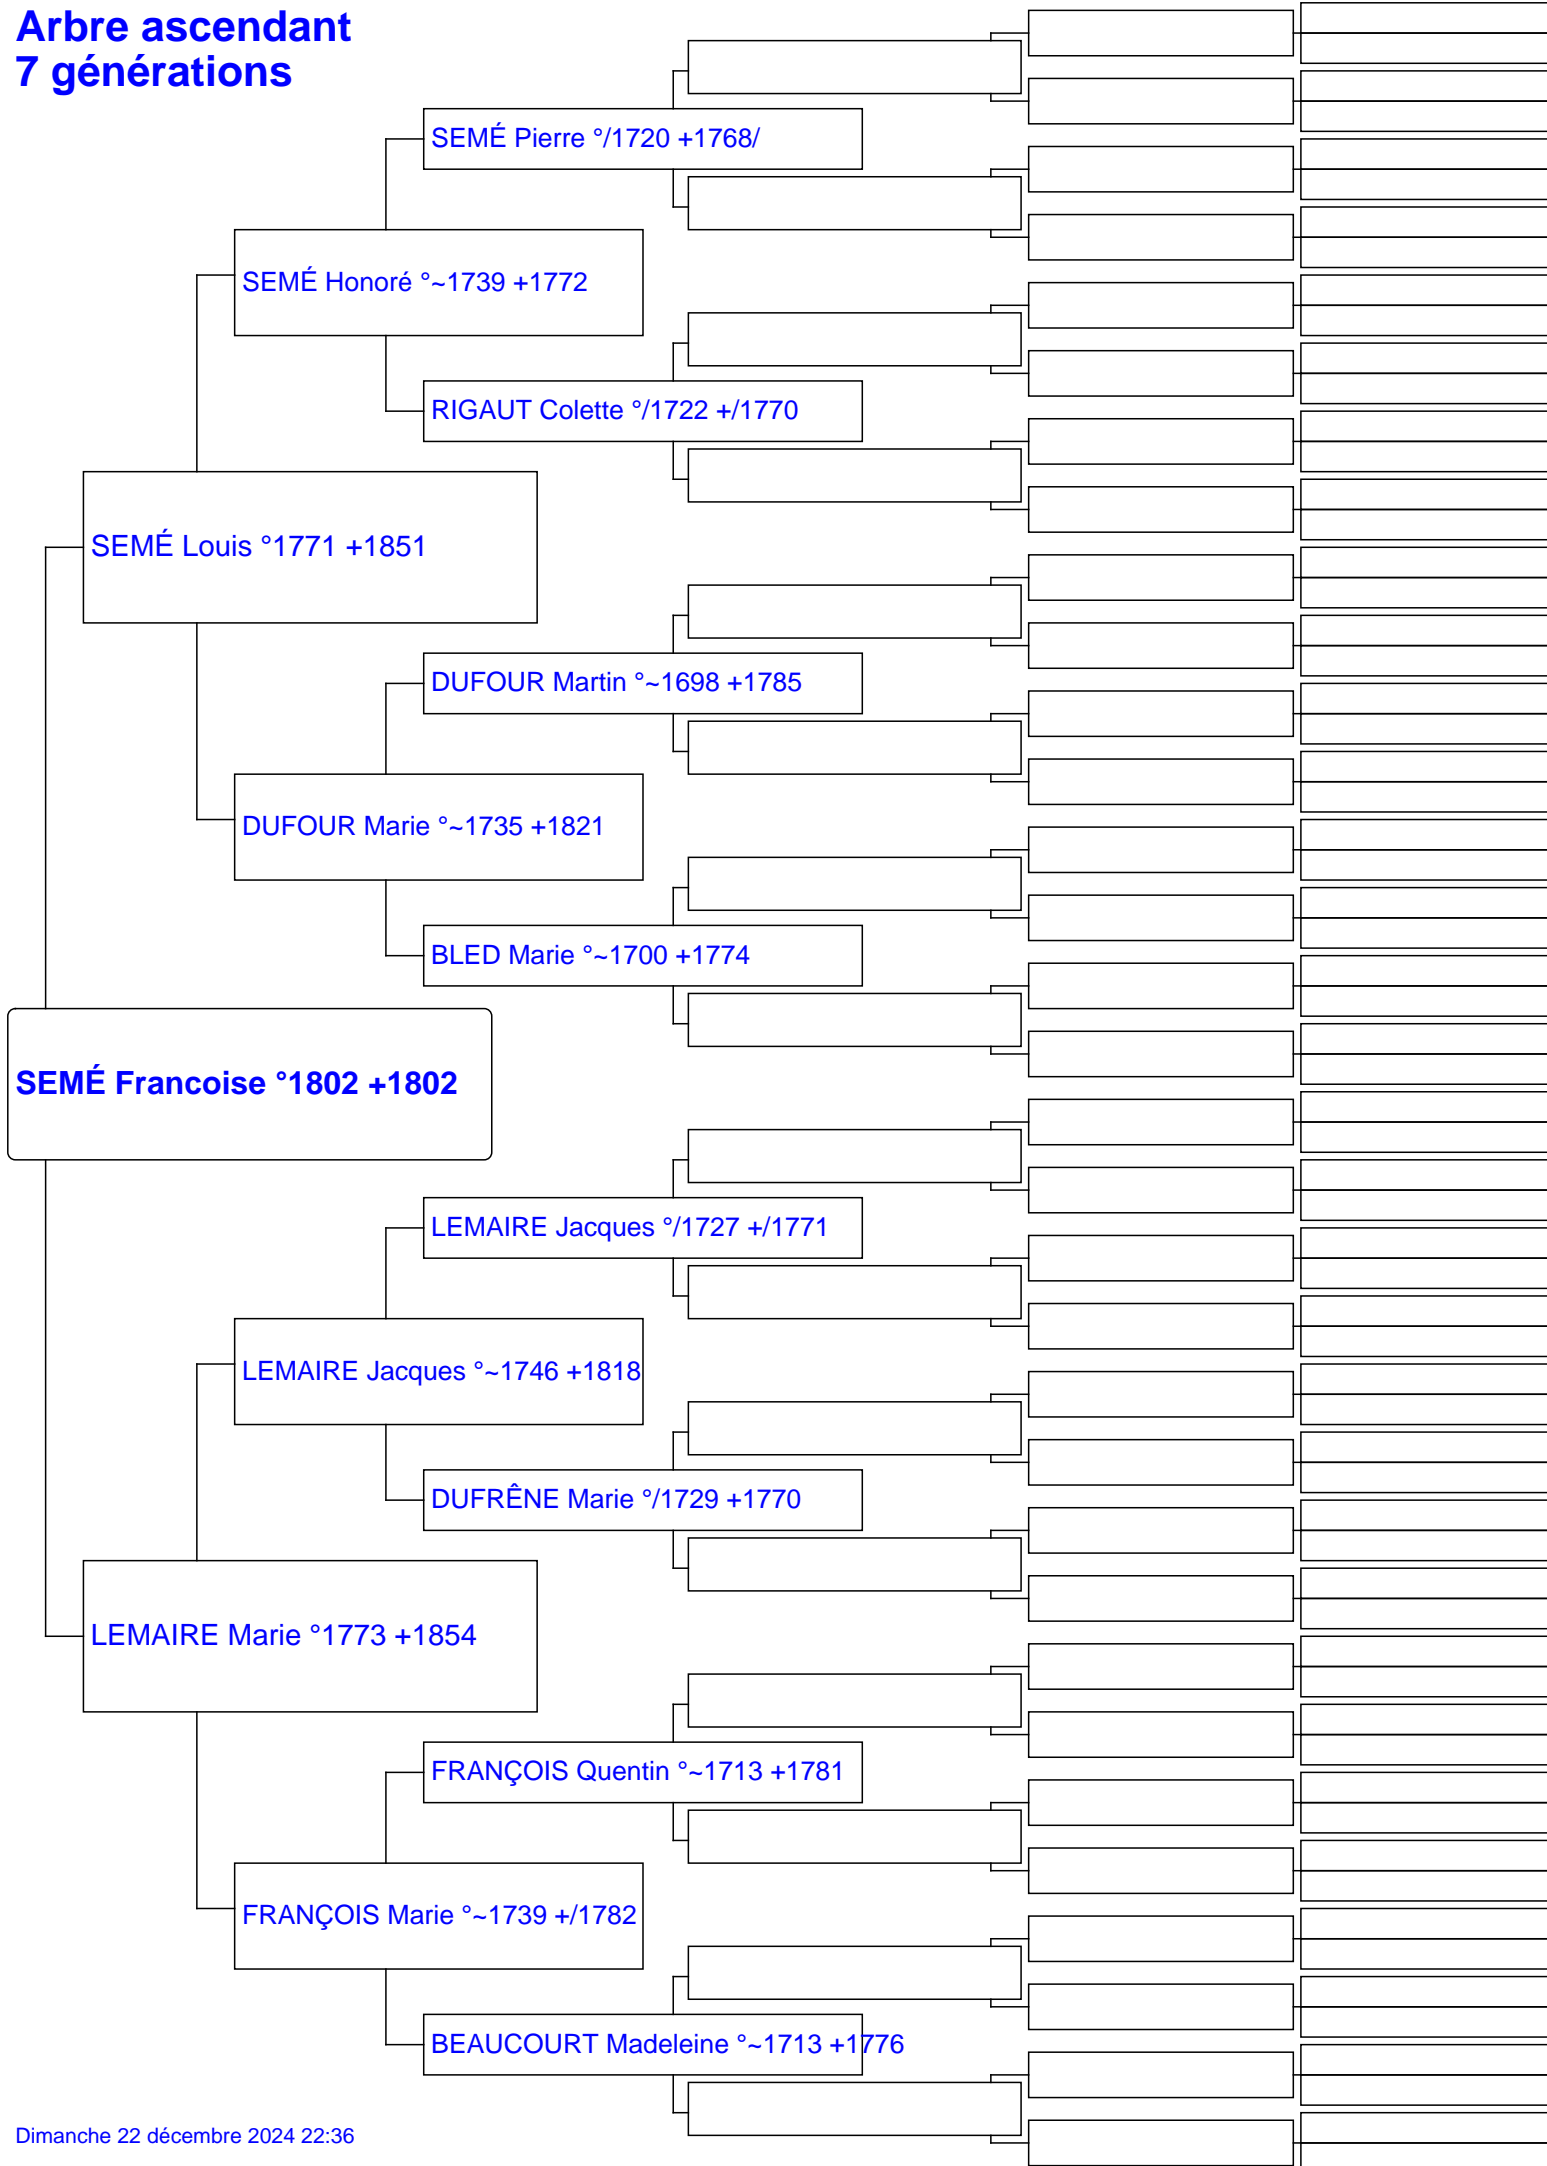 Arbre ascendant
7 générations
SEMÉ Pierre °/1720 +1768/
SEMÉ Honoré °~1739 +1772
RIGAUT Colette °/1722 +/1770
SEMÉ Louis °1771 +1851
DUFOUR Martin °~1698 +1785
DUFOUR Marie °~1735 +1821
BLED Marie °~1700 +1774
SEMÉ Francoise °1802 +1802
LEMAIRE Jacques °/1727 +/1771
LEMAIRE Jacques °~1746 +1818
DUFRÊNE Marie °/1729 +1770
LEMAIRE Marie °1773 +1854
FRANÇOIS Quentin °~1713 +1781
FRANÇOIS Marie °~1739 +/1782
BEAUCOURT Madeleine °~1713 +1776
Dimanche 22 décembre 2024 22:36